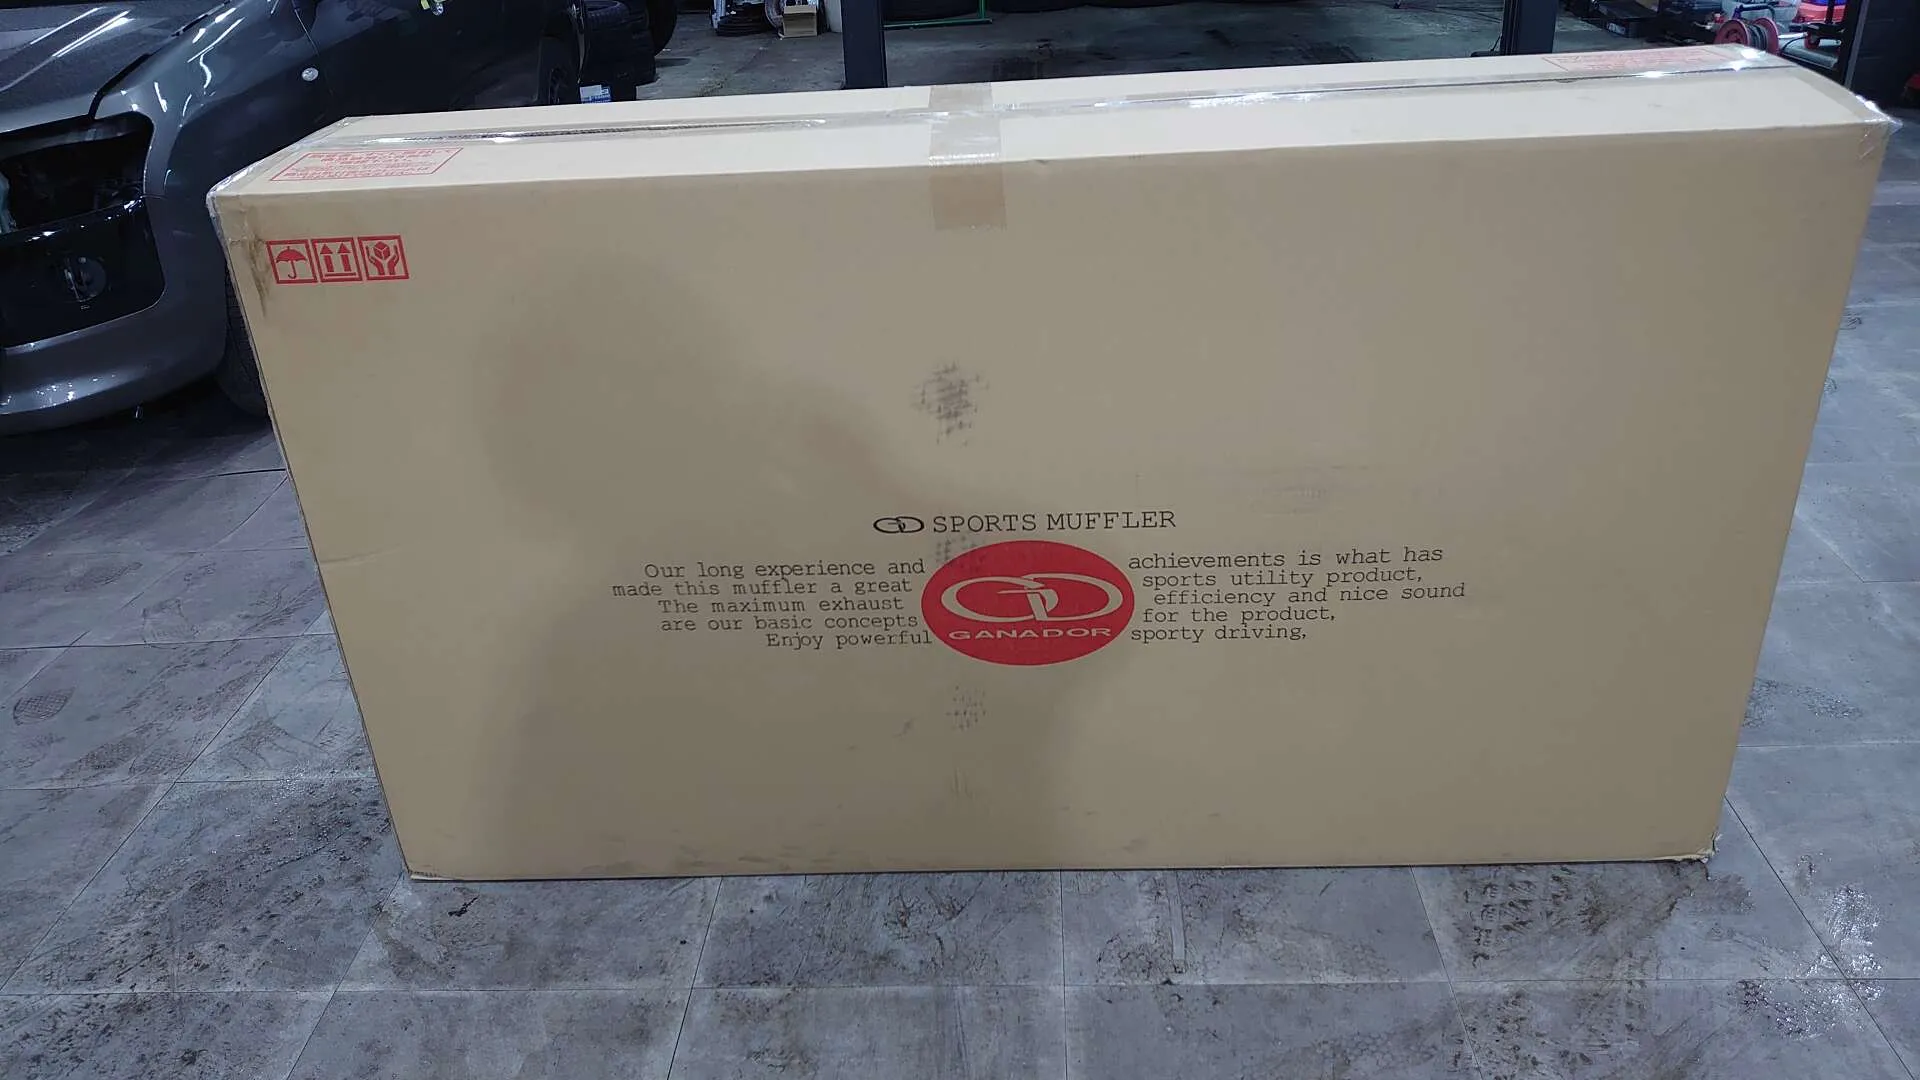 SPORTS MUFFLER
Our long experience and achievements is what has
made this muffler a great sports utility product,
The maximum exhaust efficiency and nice sound
are our basic concepts for the product,
Enjoy powerful sporty driving,
GANADOR